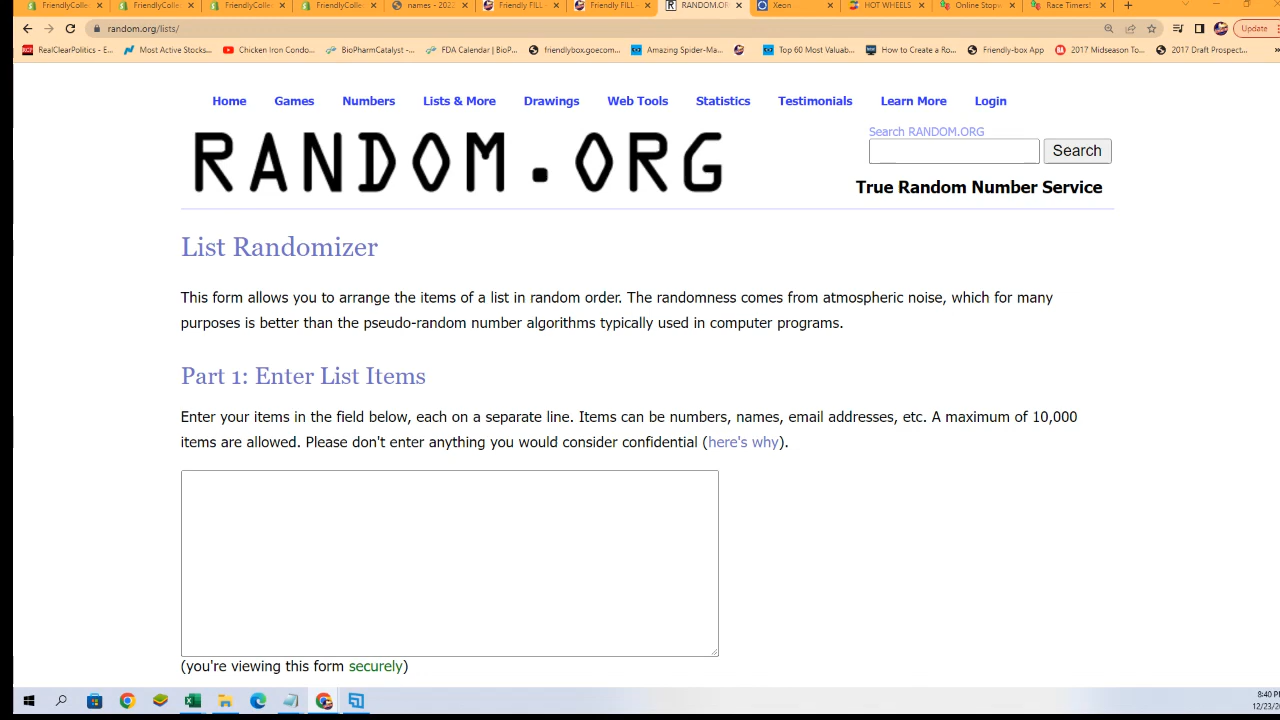 FriendlyColle FriendlyColle FriendlyColle FriendlyColle names - 202 Friendly FILL - Friendly FILL - RANDOM.OR Xeon HOT WHEELS Online Stop Race Timers!
random.org/lists/ Update
RealClearPolitics - E... Most Active Stocks... Chicken Iron Condo... BioPharmCatalyst -... FDA Calendar | BioP... friendlybox.goecom... Amazing Spider-Ma... Top 60 Most Valuab... How to Create a Ro... Friendly-box App 2017 Midseason To... 2017 Draft Prospect... »
Home Games Numbers Lists & More Drawings Web Tools Statistics Testimonials Learn More Login
RANDOM.ORG
Search RANDOM.ORG
Search
True Random Number Service
List Randomizer
This form allows you to arrange the items of a list in random order. The randomness comes from atmospheric noise, which for many
purposes is better than the pseudo-random number algorithms typically used in computer programs.
Part 1: Enter List Items
Enter your items in the field below, each on a separate line. Items can be numbers, names, email addresses, etc. A maximum of 10,000
items are allowed. Please don't enter anything you would consider confidential (here's why).
(you're viewing this form securely)
8:40 P
12/23/2